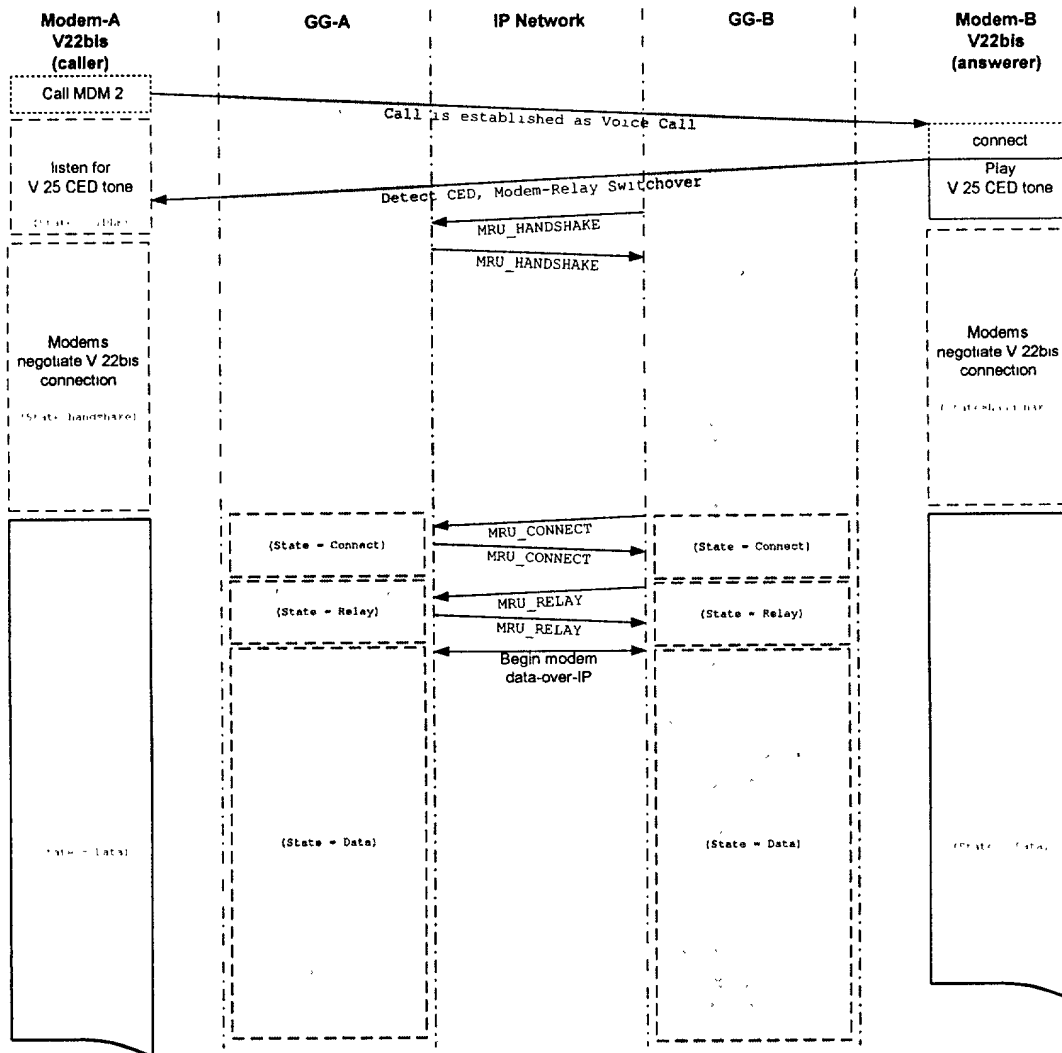 Modem-A
V22bis
(caller)
GG-A
IP Network
GG-B
Modem-B
V22bis
(answerer)
Call MDM 2
Call is established as Voice Call
connect
listen for
V 25 CED tone
Play
V 25 CED tone
Detect CED, Modem-Relay Switchover
MRU_HANDSHAKE
MRU_HANDSHAKE
Modems
negotiate V 22bis
connection
(State handshake)
Modems
negotiate V 22bis
connection
MRU_CONNECT
(State = Connect)
MRU_CONNECT
(State = Connect)
MRU_RELAY
(State = Relay)
MRU_RELAY
(State = Relay)
Begin modem
data-over-IP
(State = Data)
(State = Data)